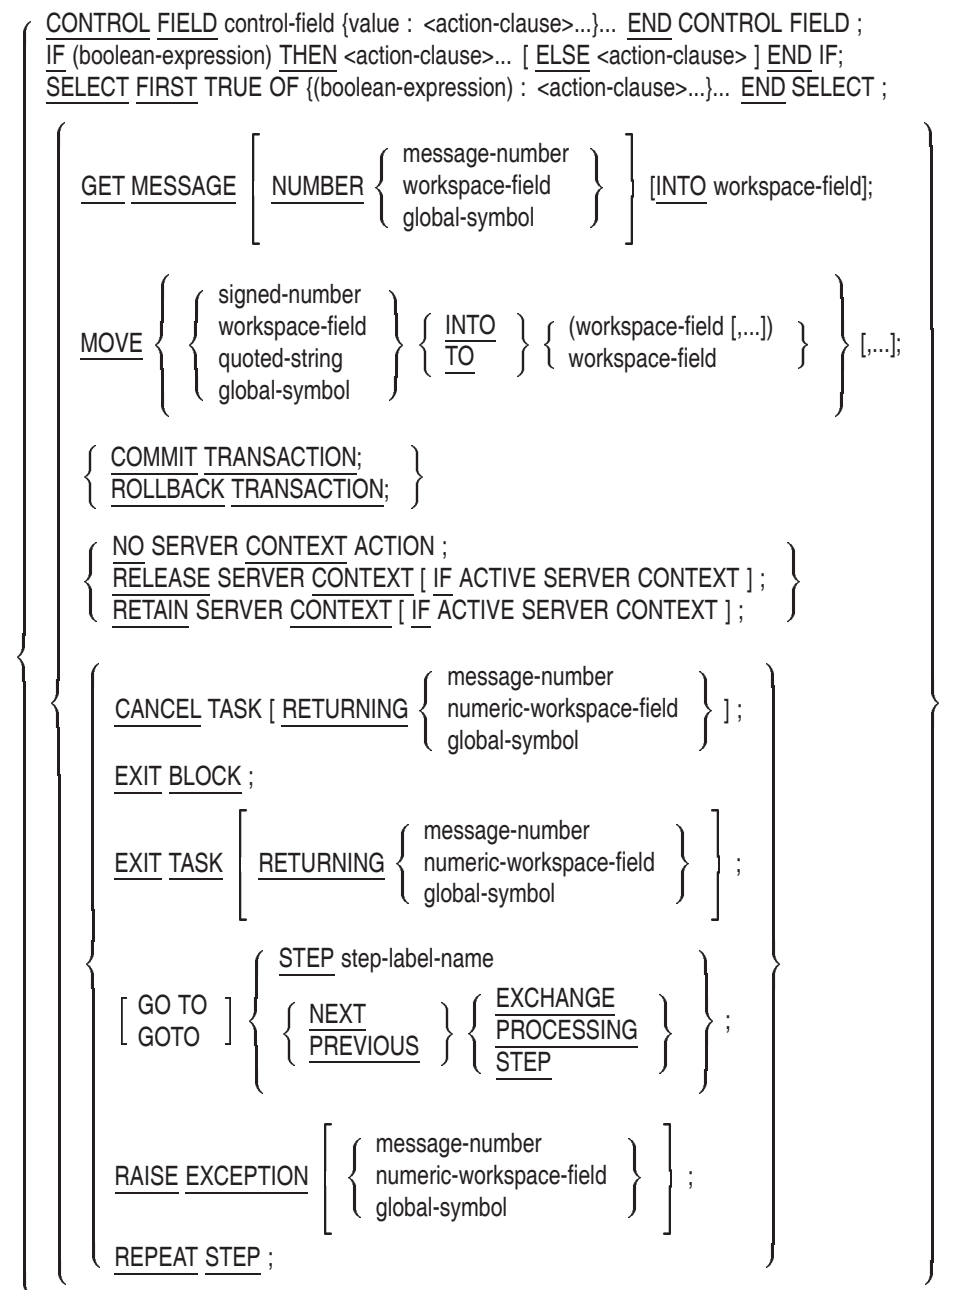 CONTROL FIELD control-field {value : <action-clause>...}... END CONTROL FIELD ;
IF (boolean-expression) THEN <action-clause>... [ ELSE <action-clause> ] END IF;
SELECT FIRST TRUE OF {(boolean-expression) : <action-clause>...}... END SELECT ;
message-number
GET MESSAGE [ NUMBER { workspace-field } ] [INTO workspace-field];
global-symbol
signed-number
workspace-field INTO (workspace-field [,...])
MOVE { { } { } { } } [,...];
quoted-string TO workspace-field
global-symbol
COMMIT TRANSACTION;
ROLLBACK TRANSACTION;
NO SERVER CONTEXT ACTION ;
RELEASE SERVER CONTEXT [ IF ACTIVE SERVER CONTEXT ] ;
RETAIN SERVER CONTEXT [ IF ACTIVE SERVER CONTEXT ] ;
message-number
CANCEL TASK [ RETURNING { numeric-workspace-field } ] ;
global-symbol
EXIT BLOCK ;
message-number
EXIT TASK [ RETURNING { numeric-workspace-field } ] ;
global-symbol
STEP step-label-name
GO TO NEXT EXCHANGE
GOTO PREVIOUS PROCESSING ;
STEP
message-number
RAISE EXCEPTION [ { numeric-workspace-field } ] ;
global-symbol
REPEAT STEP ;